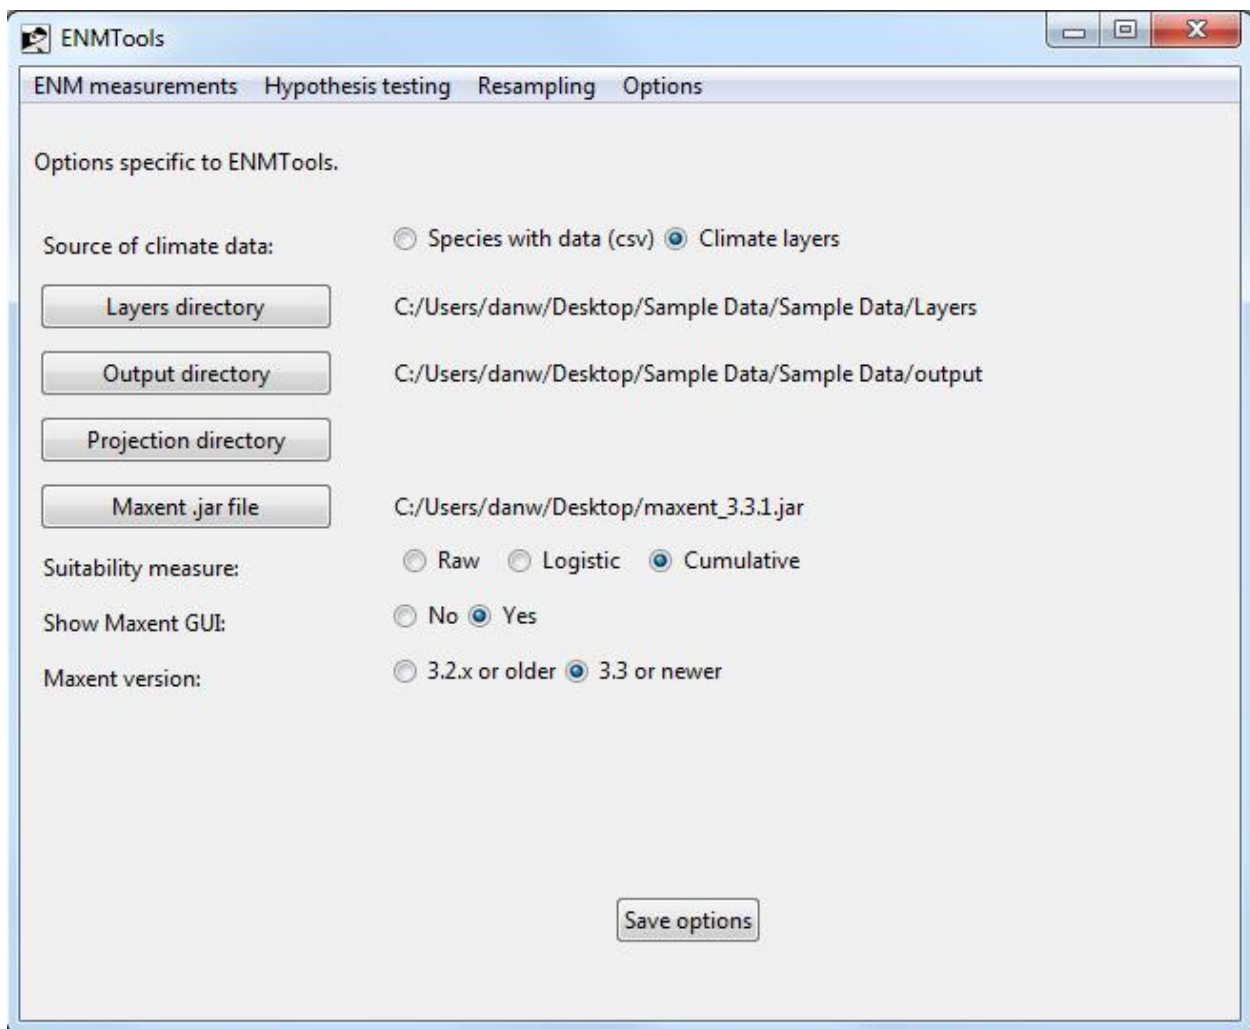 ENMTools
ENM measurements Hypothesis testing Resampling Options
Options specific to ENMTools.
Source of climate data: Species with data (csv) Climate layers
Layers directory C:/Users/danw/Desktop/Sample Data/Sample Data/Layers
Output directory C:/Users/danw/Desktop/Sample Data/Sample Data/output
Projection directory
Maxent .jar file C:/Users/danw/Desktop/maxent_3.3.1.jar
Suitability measure: Raw Logistic Cumulative
Show Maxent GUI: No Yes
Maxent version: 3.2.x or older 3.3 or newer
Save options